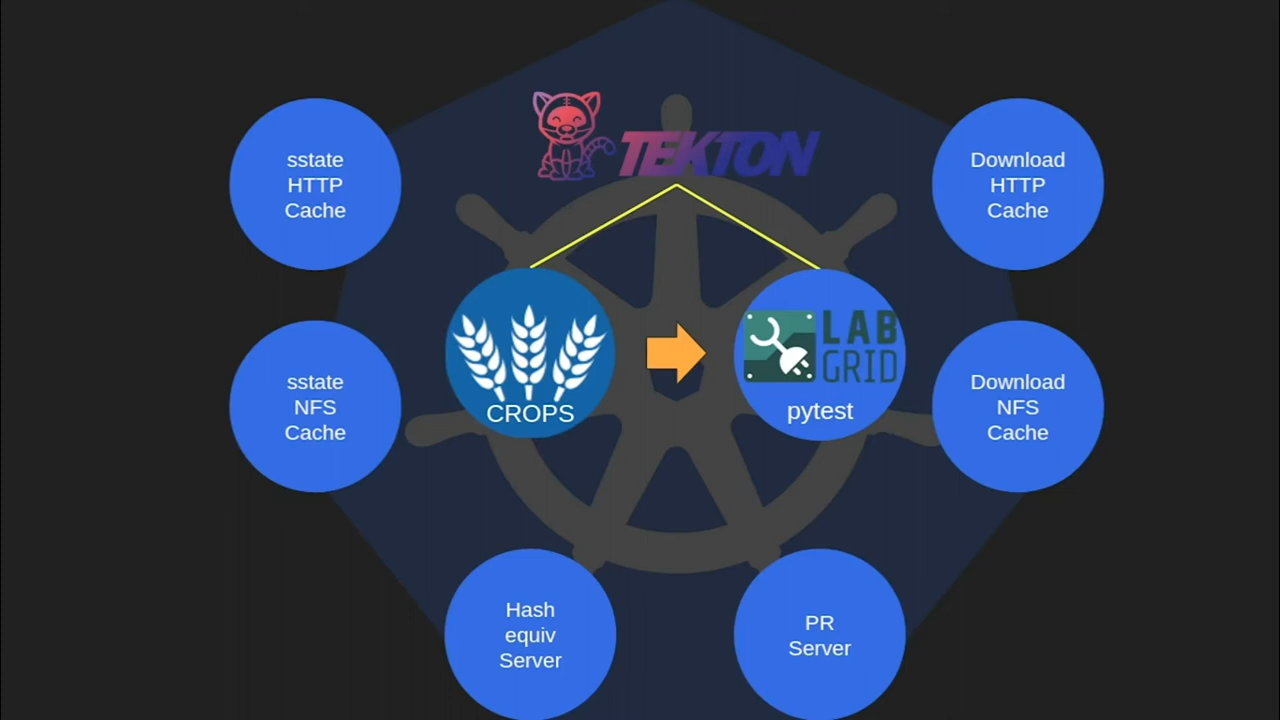 TEKTON
sstate
HTTP
Cache
Download
HTTP
Cache
CROPS
LAB
GRID
pytest
sstate
NFS
Cache
Download
NFS
Cache
Hash
equiv
Server
PR
Server